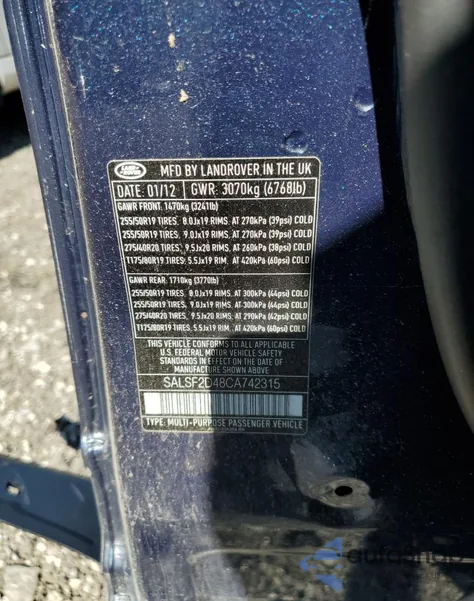 LAND ROVER
MFD BY LANDROVER IN THE UK
DATE: 01/12 GWR: 3070kg (6768lb)
GAWR FRONT: 1470kg (3241lb)
255/50R19 TIRES. 8.0Jx19 RIMS. AT 270kPa (39psi) COLD
255/50R19 TIRES. 9.0Jx19 RIMS. AT 270kPa (39psi) COLD
275/40R20 TIRES. 9.5Jx20 RIMS. AT 260kPa (38psi) COLD
T175/80R19 TIRES: 5.5Jx19 RIM. AT 420kPa (60psi) COLD
GAWR REAR: 1710kg (3770lb)
255/50R19 TIRES: 8.0Jx19 RIMS. AT 300kPa (44psi) COLD
255/50R19 TIRES: 9.0Jx19 RIMS. AT 300kPa (44psi) COLD
275/40R20 TIRES: 9.5Jx20 RIMS. AT 290kPa (42psi) COLD
T175/80R19 TIRES: 5.5Jx19 RIM. AT 420kPa (60psi) COLD
THIS VEHICLE CONFORMS TO ALL APPLICABLE
U.S. FEDERAL MOTOR VEHICLE SAFETY
STANDARDS IN EFFECT ON THE DATE OF
MANUFACTURE SHOWN ABOVE
SALSF2D48CA742315
TYPE: MULTI-PURPOSE PASSENGER VEHICLE